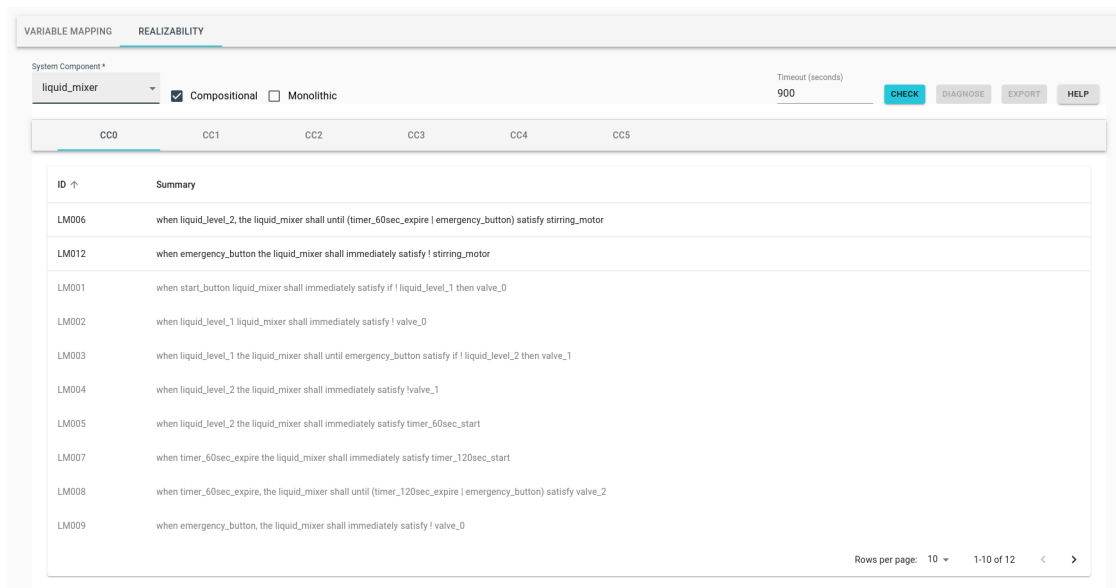 VARIABLE MAPPING REALIZABILITY
System Component *
liquid_mixer
Compositional Monolithic
Timeout (seconds)
900
CHECK DIAGNOSE EXPORT HELP
CC0 CC1 CC2 CC3 CC4 CC5
ID ↑ Summary
LM006 when liquid_level_2, the liquid_mixer shall until (timer_60sec_expire | emergency_button) satisfy stirring_motor
LM012 when emergency_button the liquid_mixer shall immediately satisfy ! stirring_motor
LM001 when start_button liquid_mixer shall immediately satisfy if ! liquid_level_1 then valve_0
LM002 when liquid_level_1 liquid_mixer shall immediately satisfy ! valve_0
LM003 when liquid_level_1 the liquid_mixer shall until emergency_button satisfy if ! liquid_level_2 then valve_1
LM004 when liquid_level_2 the liquid_mixer shall immediately satisfy !valve_1
LM005 when liquid_level_2 the liquid_mixer shall immediately satisfy timer_60sec_start
LM007 when timer_60sec_expire the liquid_mixer shall immediately satisfy timer_120sec_start
LM008 when timer_60sec_expire, the liquid_mixer shall until (timer_120sec_expire | emergency_button) satisfy valve_2
LM009 when emergency_button, the liquid_mixer shall immediately satisfy ! valve_0
Rows per page: 10 1-10 of 12